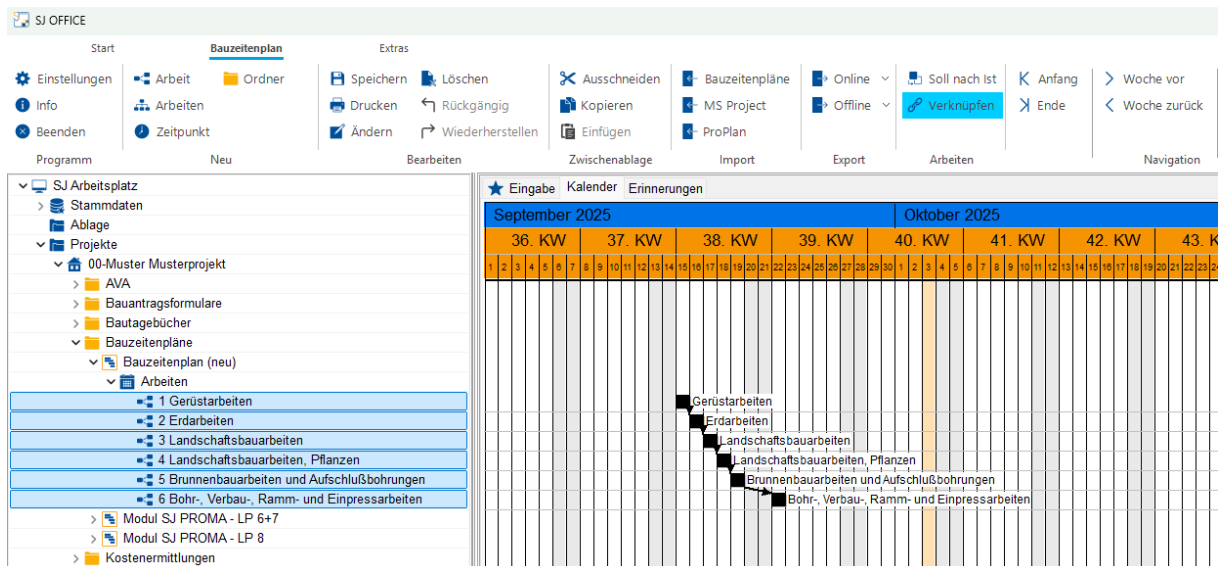 SJ OFFICE
Start Bauzeitenplan Extras
Einstellungen Arbeit Ordner Speichern Löschen Ausschneiden Bauzeitenpläne Online Soll nach Ist Anfang Woche vor
Info Arbeiten Drucken Rückgängig Kopieren MS Project Offline Verknüpfen Ende Woche zurück
Beenden Zeitpunkt Ändern Wiederherstellen Einfügen ProPlan
Programm Neu Bearbeiten Zwischenablage Import Export Arbeiten Navigation
SJ Arbeitsplatz
Stammdaten
Ablage
Projekte
00-Muster Musterprojekt
AVA
Bauantragsformulare
Bautagebücher
Bauzeitenpläne
Bauzeitenplan (neu)
Arbeiten
1 Gerüstarbeiten
2 Erdarbeiten
3 Landschaftsbauarbeiten
4 Landschaftsbauarbeiten, Pflanzen
5 Brunnenbauarbeiten und Aufschlußbohrungen
6 Bohr-, Verbau-, Ramm- und Einpressarbeiten
Modul SJ PROMA - LP 6+7
Modul SJ PROMA - LP 8
Kostenermittlungen
Eingabe Kalender Erinnerungen
September 2025 Oktober 2025
36. KW 37. KW 38. KW 39. KW 40. KW 41. KW 42. KW 43. K
1 2 3 4 5 6 7 8 9 10 11 12 13 14 15 16 17 18 19 20 21 22 23 24 25 26 27 28 29 30 1 2 3 4 5 6 7 8 9 10 11 12 13 14 15 16 17 18 19 20 21 22 23
Gerüstarbeiten
Erdarbeiten
Landschaftsbauarbeiten
Landschaftsbauarbeiten, Pflanzen
Brunnenbauarbeiten und Aufschlußbohrungen
Bohr-, Verbau-, Ramm- und Einpressarbeiten